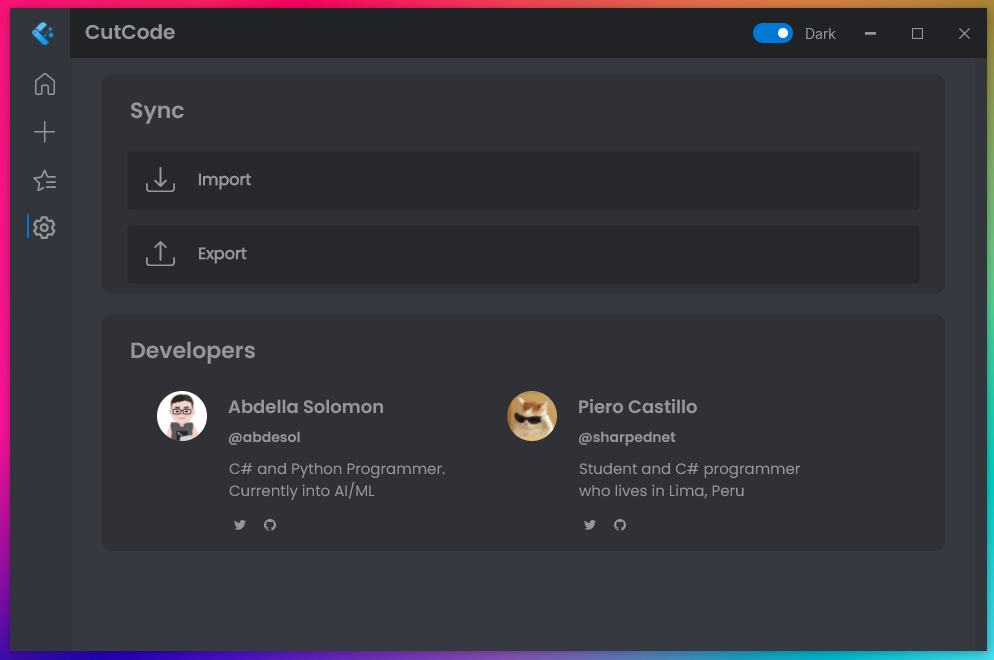 CutCode
Dark
Sync
Import
Export
Developers
Abdella Solomon
@abdesol
C# and Python Programmer.
Currently into AI/ML
Piero Castillo
@sharpednet
Student and C# programmer
who lives in Lima, Peru